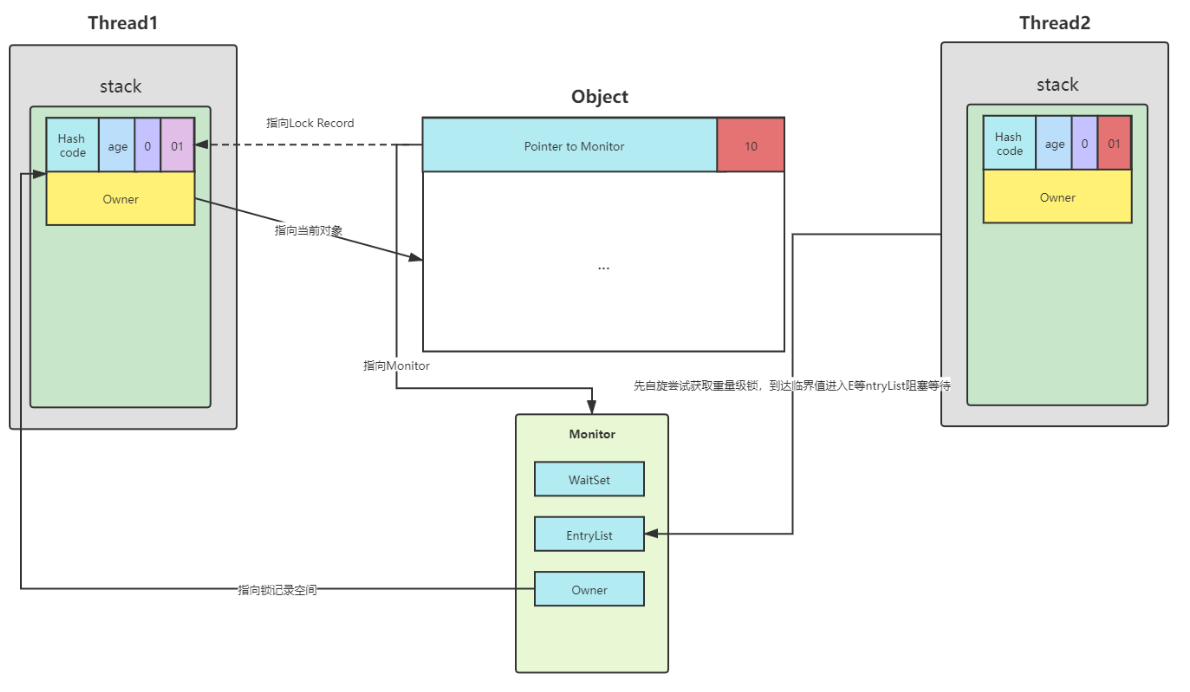 Thread1
Thread2
stack
stack
Object
Hash
code
age
0
01
指向Lock Record
Pointer to Monitor
10
Hash
code
age
0
01
Owner
Owner
指向当前对象
...
指向Monitor
先自旋尝试获取重量级锁，到达临界值进入E等ntryList阻塞等待
Monitor
WaitSet
EntryList
Owner
指向锁记录空间